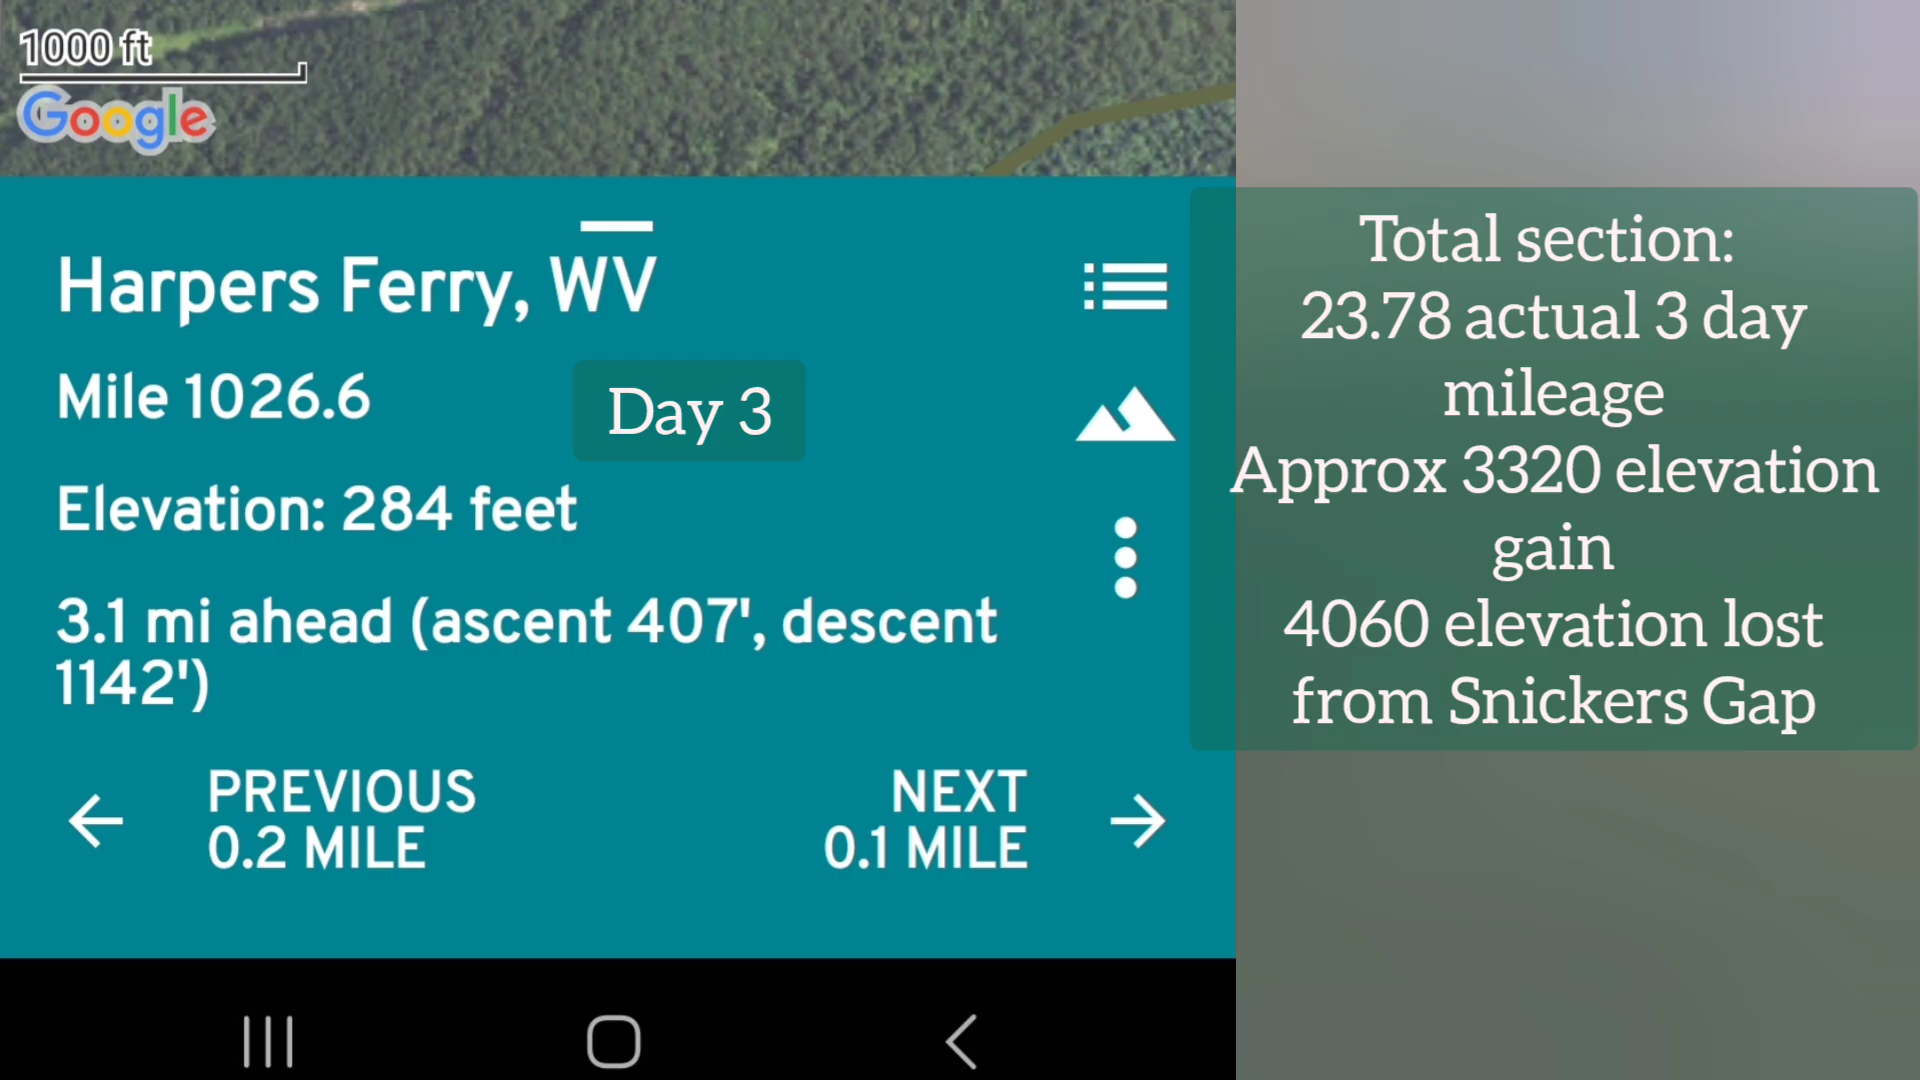 1000 ft
Google
Harpers Ferry, WV
Mile 1026.6
Day 3
Elevation: 284 feet
3.1 mi ahead (ascent 407', descent
1142')
PREVIOUS
0.2 MILE
NEXT
0.1 MILE
Total section:
23.78 actual 3 day
mileage
Approx 3320 elevation
gain
4060 elevation lost
from Snickers Gap